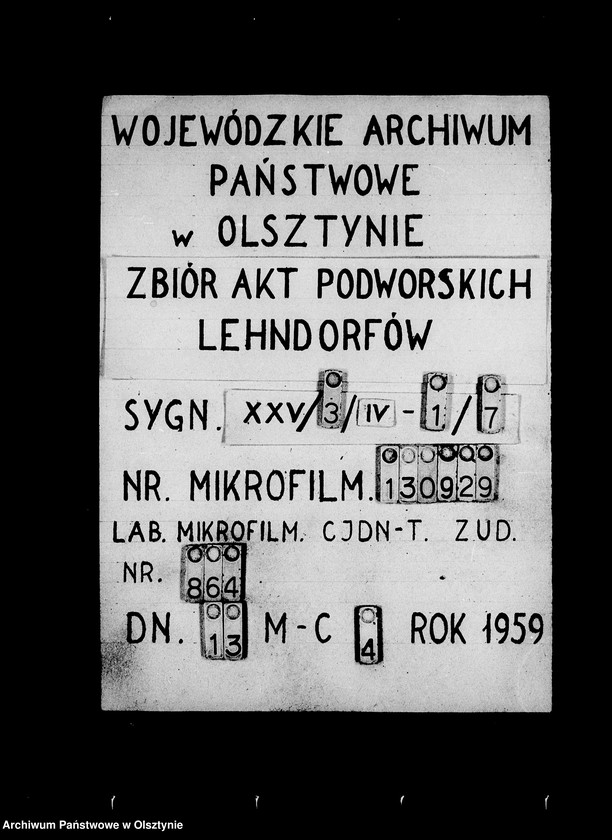 WOJEWÓDZKIE ARCHIWUM
PAŃSTWOWE
w OLSZTYNIE
ZBIÓR AKT PODWORSKICH
LEHNDORFÓW
SYGN. XXV/3/IV-1/7
NR. MIKROFILM. 130929
LAB. MIKROFILM. CJDN-T. ZUD.
NR. 864
DN. 13 M-C 4 ROK 1959
Archiwum Państwowe w Olsztynie